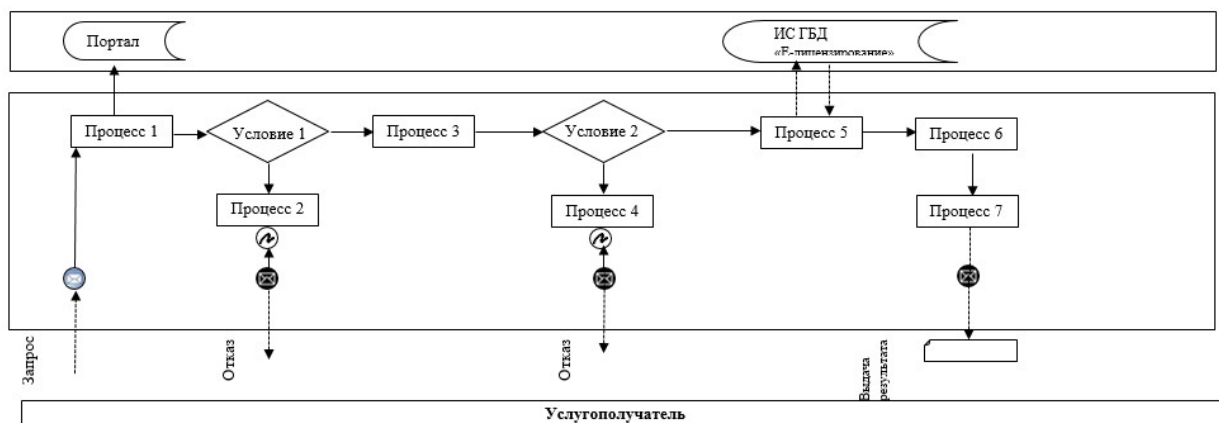 Портал
ИС ГБД
«Е-лицензирование»
Процесс 1
Условие 1
Процесс 3
Условие 2
Процесс 5
Процесс 6
Процесс 2
Процесс 4
Процесс 7
Запрос
Отказ
Отказ
Выдача
результата
Услугополучатель